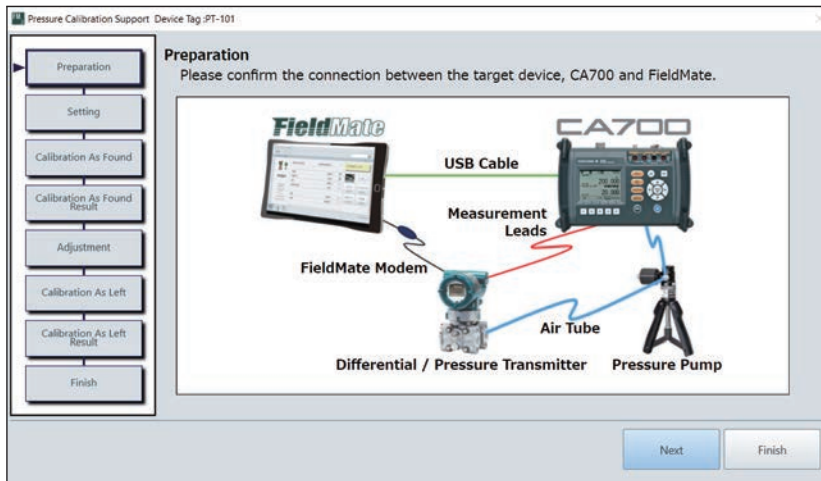 Pressure Calibration Support Device Tag :PT-101
Preparation
Setting
Calibration As Found
Calibration As Found
Result
Adjustment
Calibration As Left
Calibration As Left
Result
Finish
Preparation
Please confirm the connection between the target device, CA700 and FieldMate.
FieldMate
CA700
USB Cable
Measurement
Leads
FieldMate Modem
Air Tube
Differential / Pressure Transmitter
Pressure Pump
Next
Finish